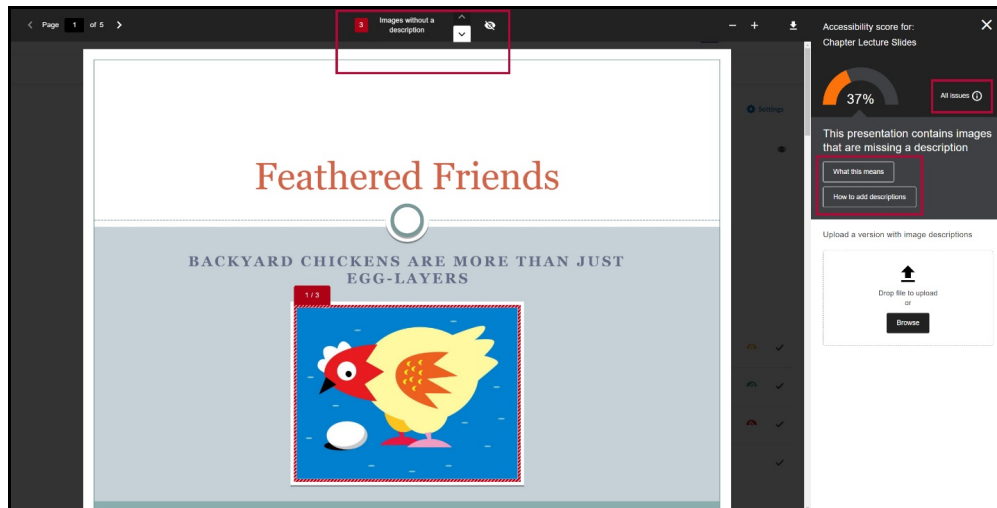 Page 1 of 5
3 Images without a
description
Accessibility score for:
Chapter Lecture Slides
37%
All issues
This presentation contains images
that are missing a description
What this means
How to add descriptions
Upload a version with image descriptions
Drop file to upload
or
Browse
Settings
Feathered Friends
BACKYARD CHICKENS ARE MORE THAN JUST
EGG-LAYERS
1 / 3